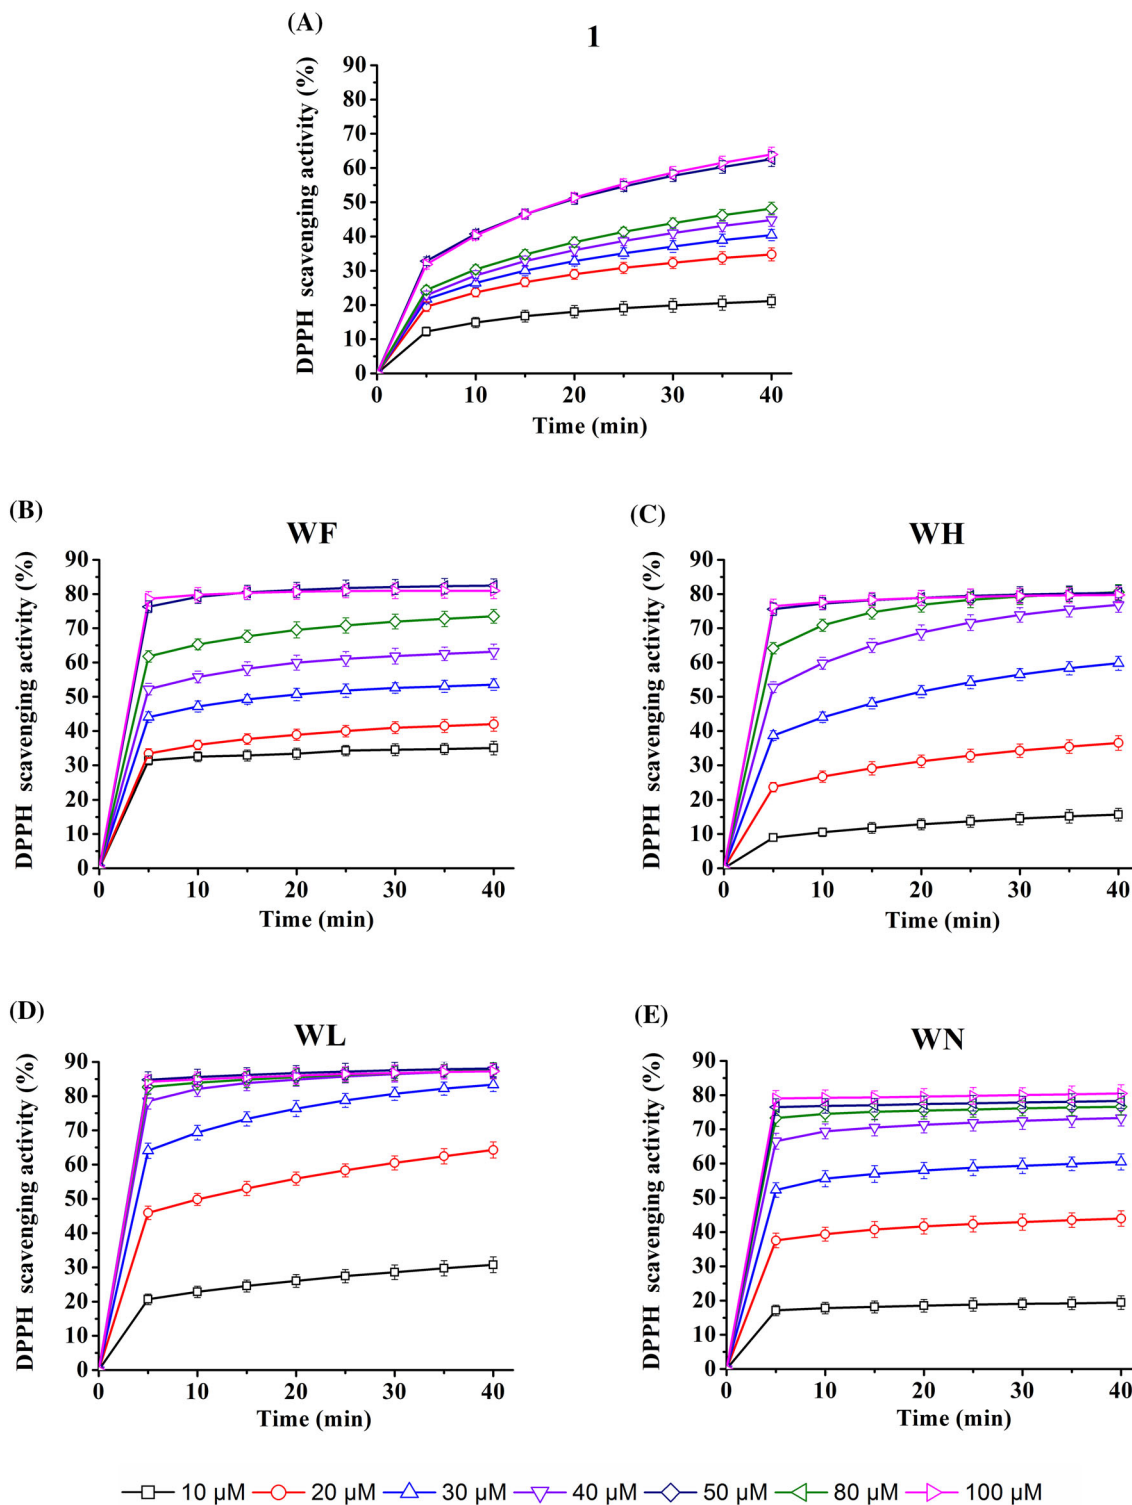 (A)
1
DPPH scavenging activity (%)
90
80
70
60
50
40
30
20
10
0
0 10 20 30 40
Time (min)
(B)
WF
DPPH scavenging activity (%)
90
80
70
60
50
40
30
20
10
0
0 10 20 30 40
Time (min)
(C)
WH
DPPH scavenging activity (%)
90
80
70
60
50
40
30
20
10
0
0 10 20 30 40
Time (min)
(D)
WL
DPPH scavenging activity (%)
90
80
70
60
50
40
30
20
10
0
0 10 20 30 40
Time (min)
(E)
WN
DPPH scavenging activity (%)
90
80
70
60
50
40
30
20
10
0
0 10 20 30 40
Time (min)
10 µM 20 µM 30 µM 40 µM 50 µM 80 µM 100 µM